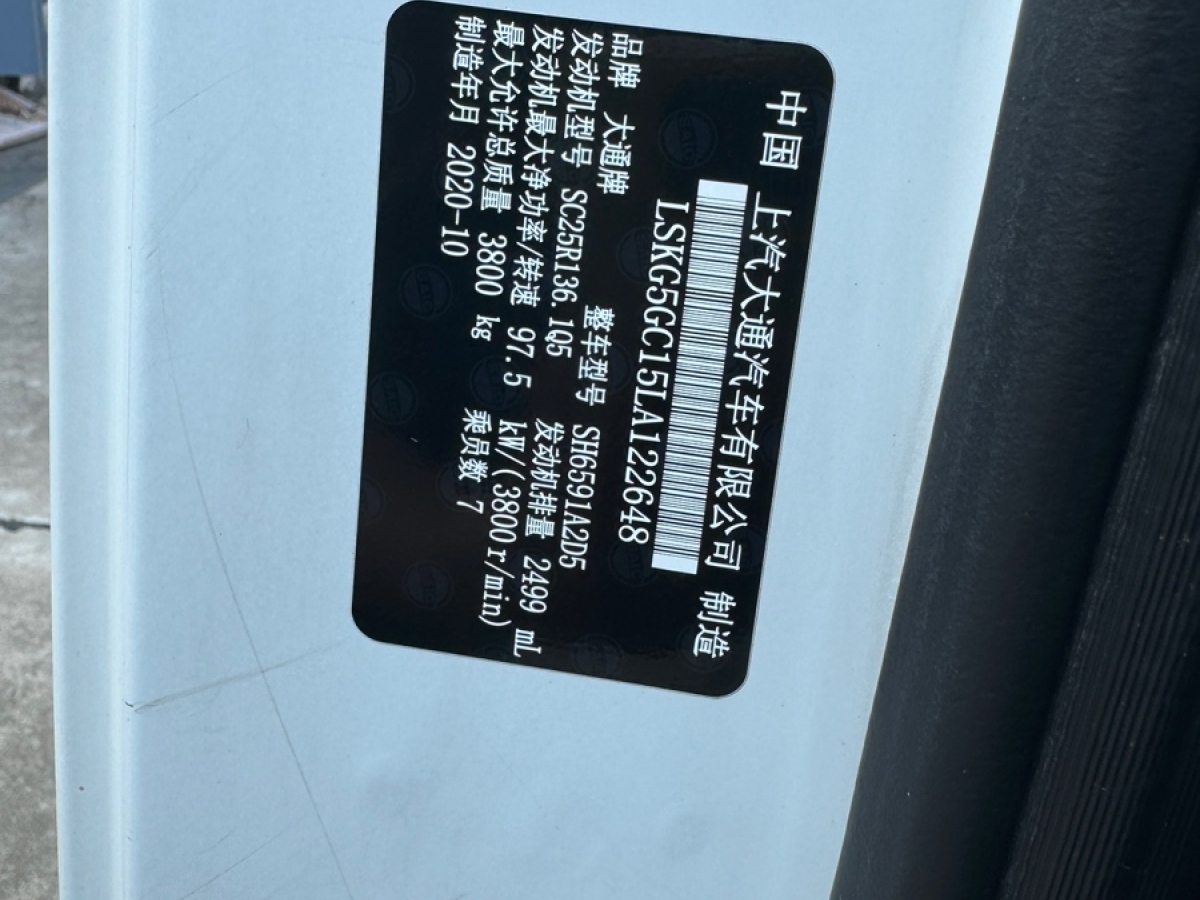 中国 上汽大通汽车有限公司 制造
LSKG5GC15LA122648
品牌 大通牌 整车型号 SH6591A2D5
发动机型号 SC25R136.1Q5 发动机排量 2499 mL
发动机最大净功率/转速 97.5 kW/(3800r/min)
最大允许总质量 3800 kg 乘员数 7
制造年月 2020-10